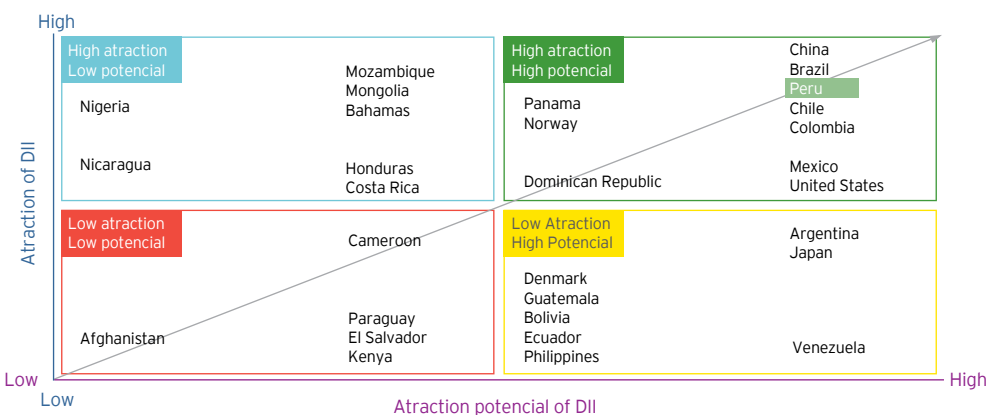 High
High atraction
Low potencial
Nigeria
Nicaragua
Mozambique
Mongolia
Bahamas
Honduras
Costa Rica
High atraction
High potencial
Panama
Norway
Dominican Republic
China
Brazil
Peru
Chile
Colombia
Mexico
United States
Atraction of DII
Low atraction
Low potencial
Afghanistan
Cameroon
Paraguay
El Salvador
Kenya
Low Atraction
High Potencial
Denmark
Guatemala
Bolivia
Ecuador
Philippines
Argentina
Japan
Venezuela
Low
High
Low
Atraction potencial of DII